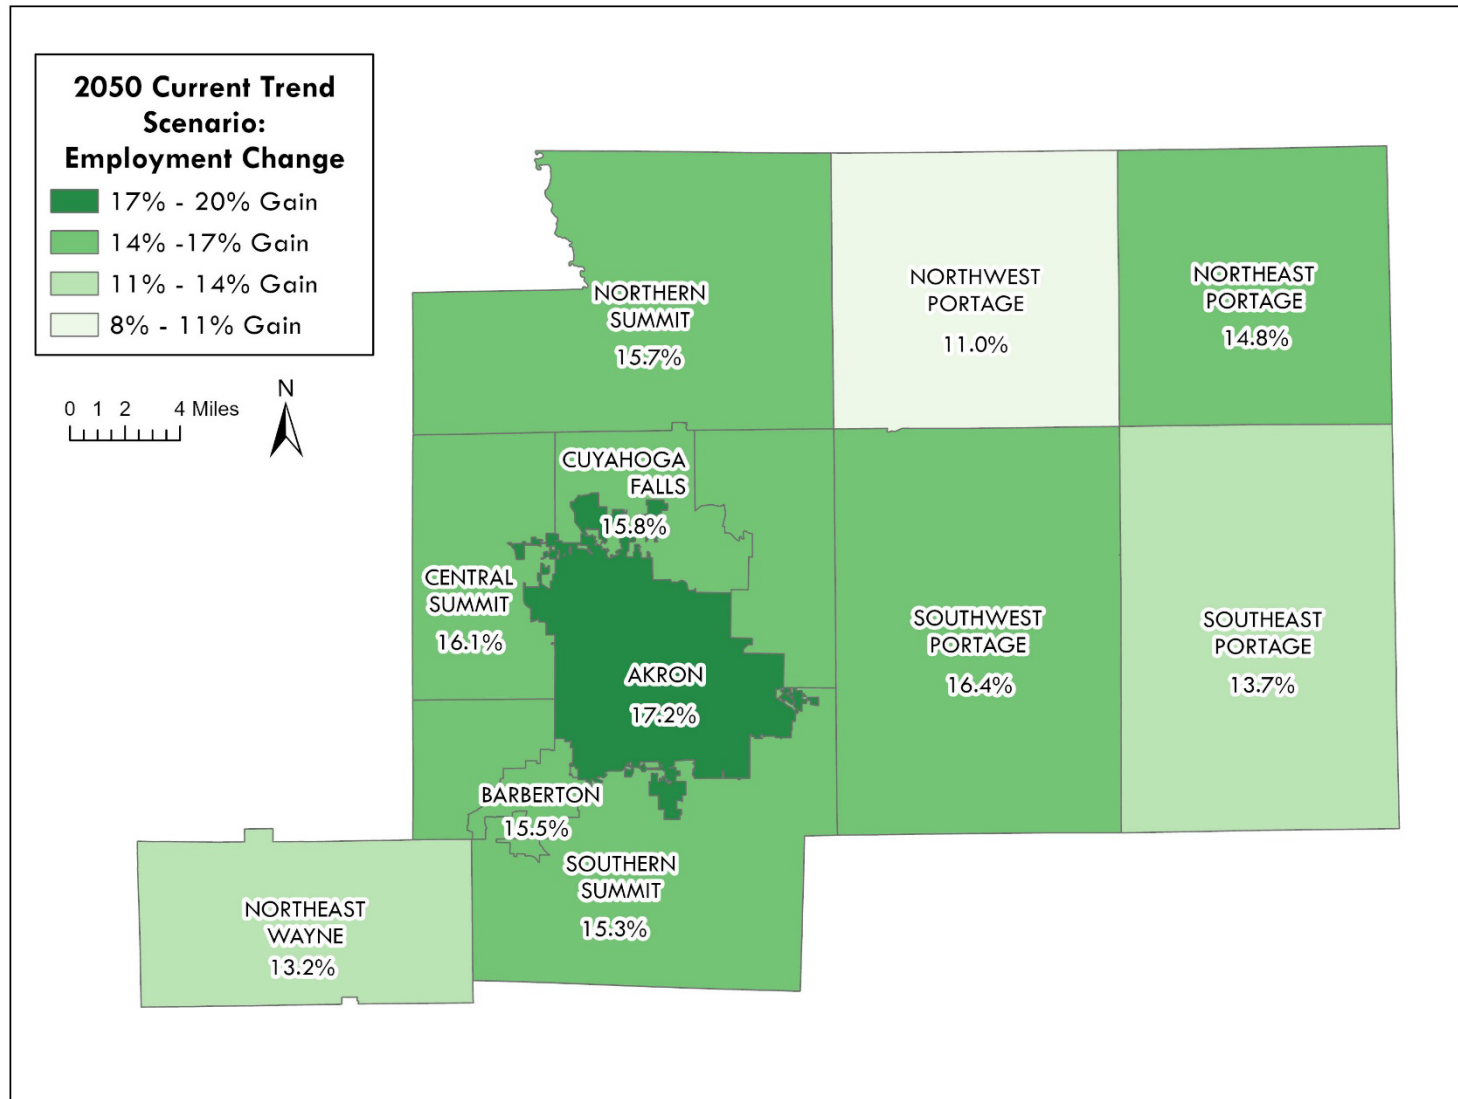 2050 Current Trend
Scenario:
Employment Change
17% - 20% Gain
14% -17% Gain
11% - 14% Gain
8% - 11% Gain
0 1 2 4 Miles
N
NORTHERN
SUMMIT
15.7%
NORTHWEST
PORTAGE
11.0%
NORTHEAST
PORTAGE
14.8%
CUYAHOGA
FALLS
15.8%
CENTRAL
SUMMIT
16.1%
AKRON
17.2%
SOUTHWEST
PORTAGE
16.4%
SOUTHEAST
PORTAGE
13.7%
BARBERTON
15.5%
SOUTHERN
SUMMIT
15.3%
NORTHEAST
WAYNE
13.2%